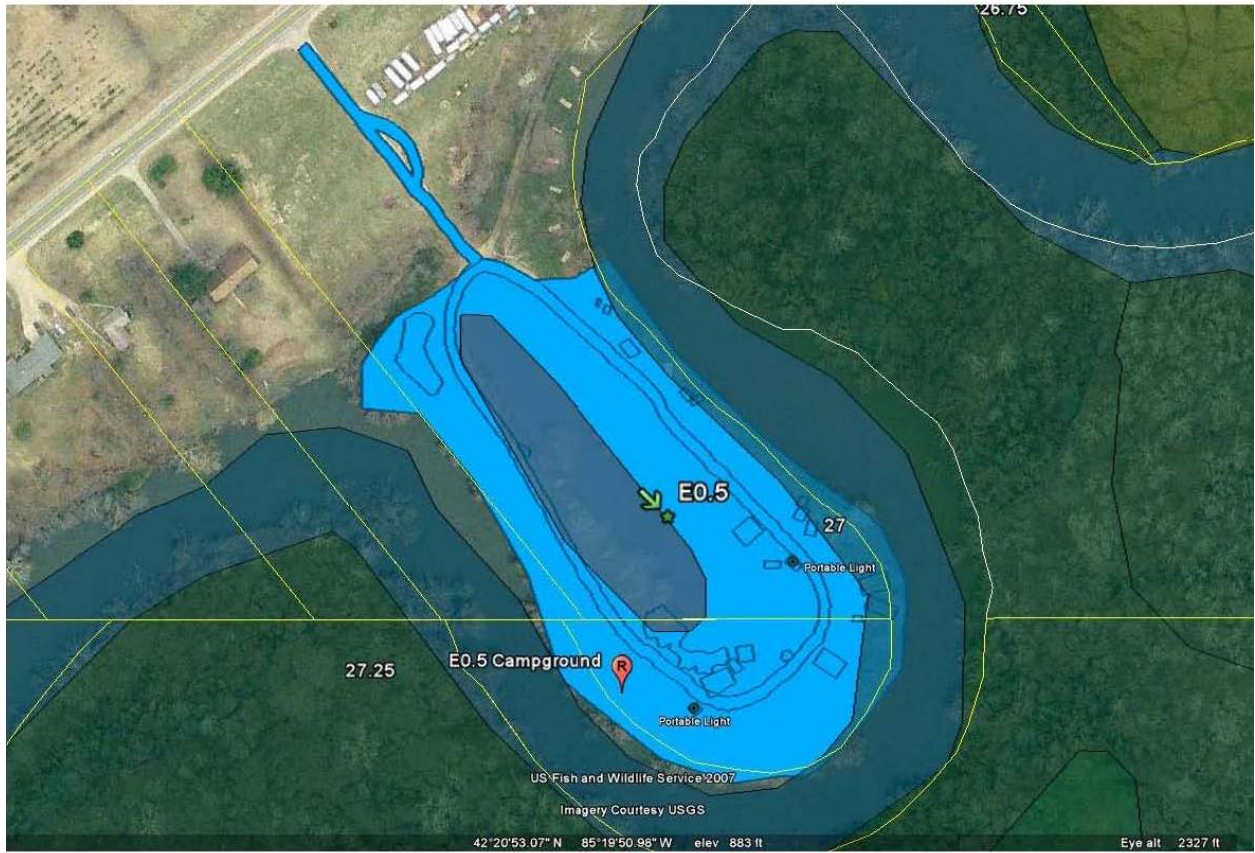 26.75
E0.5
27
Portable Light
E0.5 Campground
R
27.25
Portable Light
US Fish and Wildlife Service 2007
Imagery Courtesy USGS
42°20'53.07" N 85°19'50.98" W elev 883 ft Eye alt 2327 ft